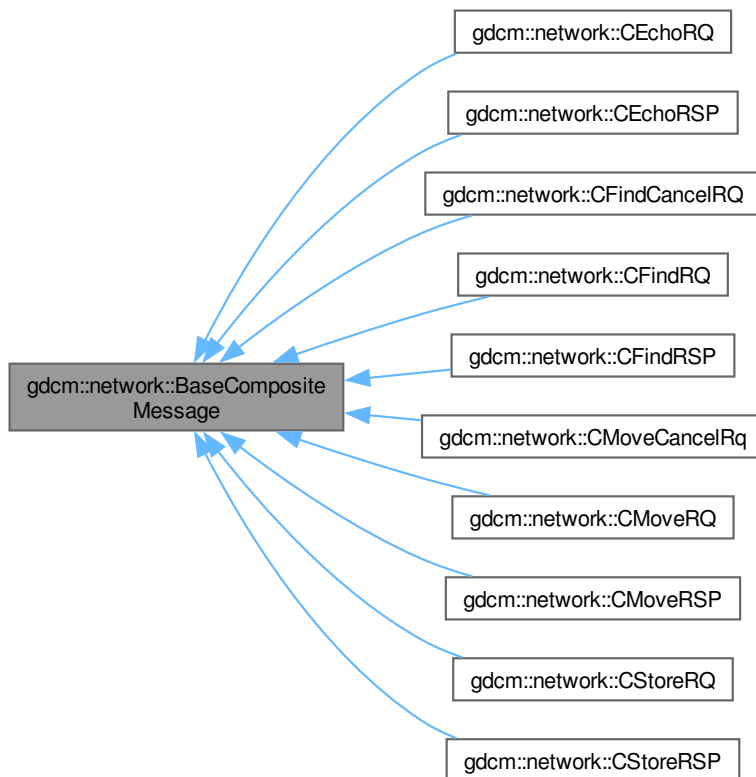 gdcm::network::CEchoRQ
gdcm::network::CEchoRSP
gdcm::network::CFindCancelRQ
gdcm::network::CFindRQ
gdcm::network::BaseComposite
Message
gdcm::network::CFindRSP
gdcm::network::CMoveCancelRq
gdcm::network::CMoveRQ
gdcm::network::CMoveRSP
gdcm::network::CStoreRQ
gdcm::network::CStoreRSP